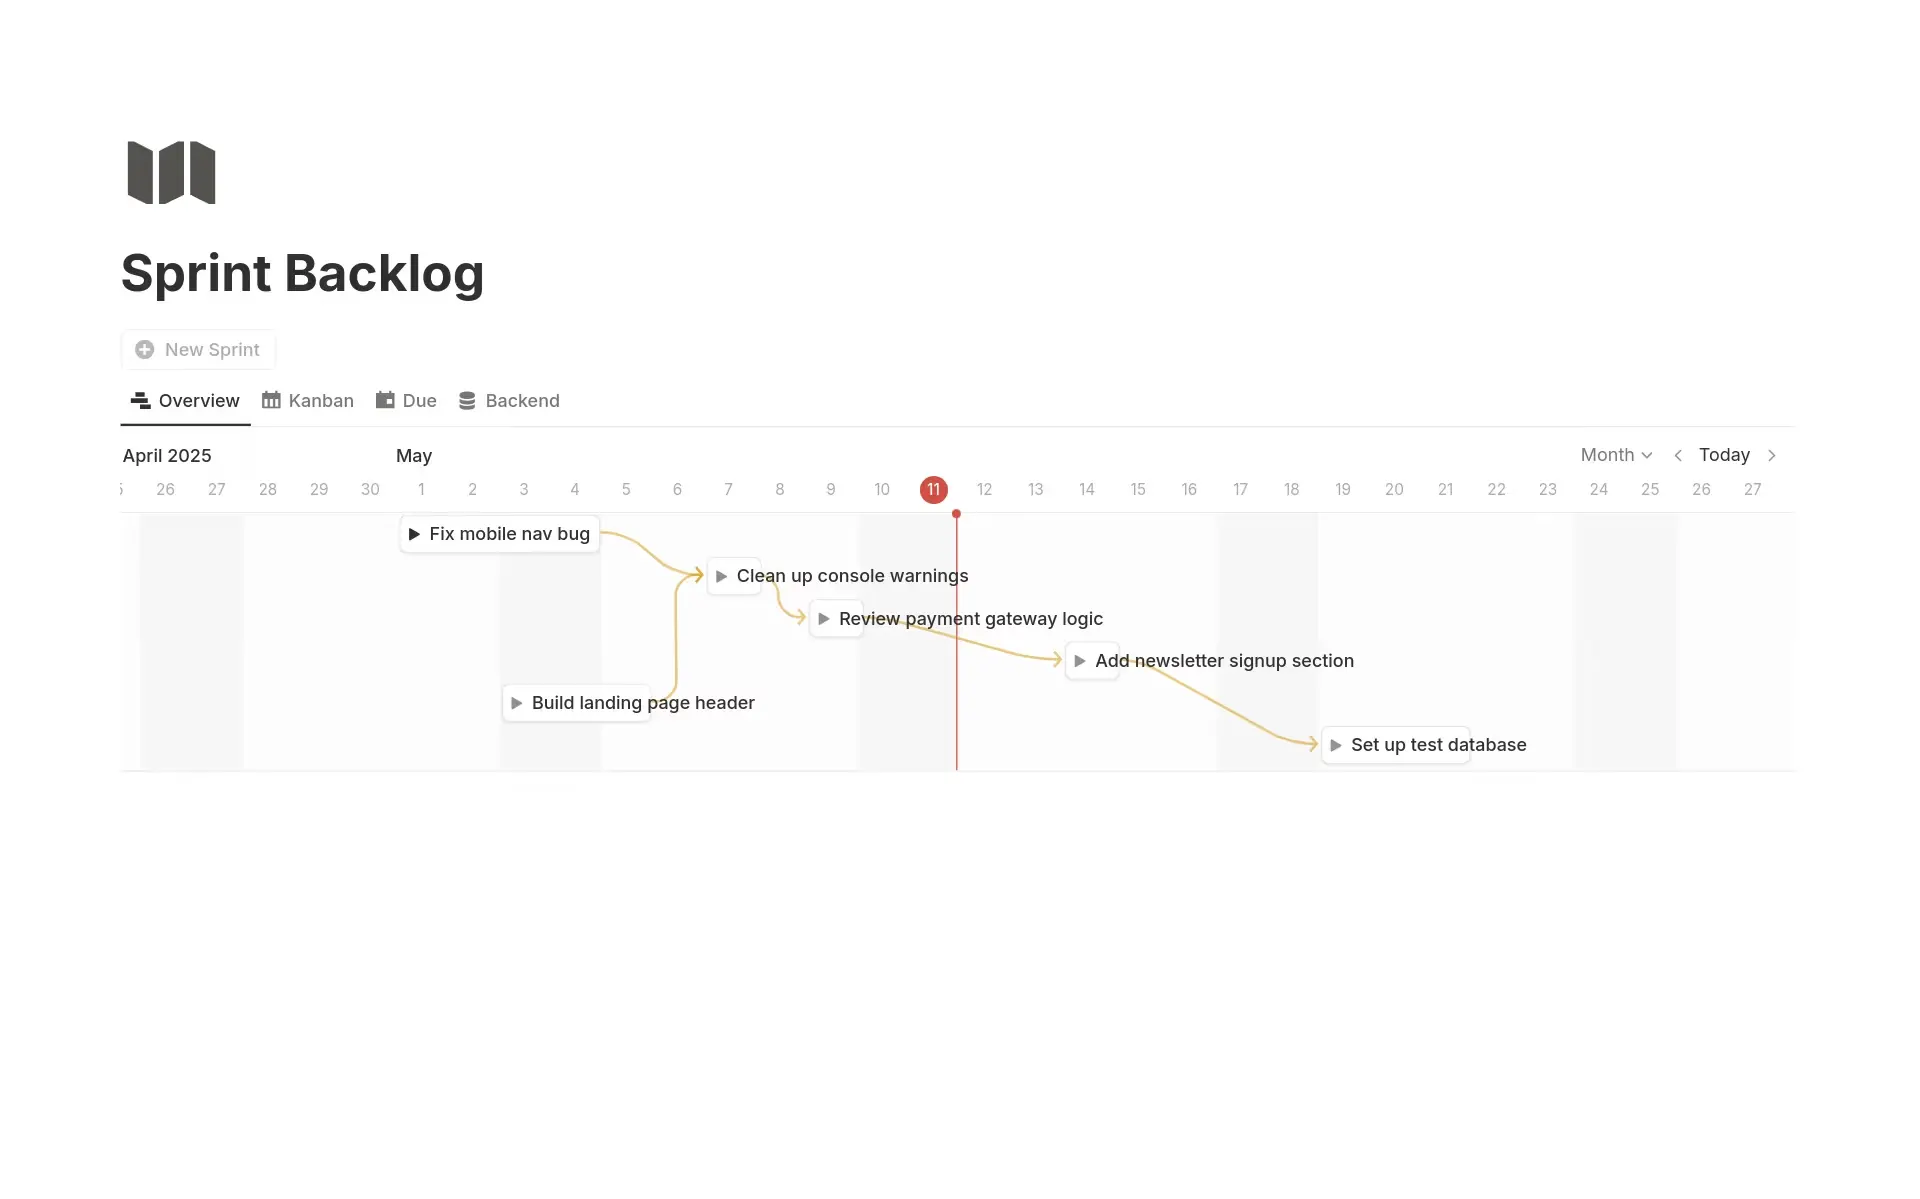 Sprint Backlog
New Sprint
Overview Kanban Due Backend
April 2025 May Month Today
26 27 28 29 30 1 2 3 4 5 6 7 8 9 10 11 12 13 14 15 16 17 18 19 20 21 22 23 24 25 26 27
Fix mobile nav bug
Clean up console warnings
Review payment gateway logic
Add newsletter signup section
Build landing page header
Set up test database